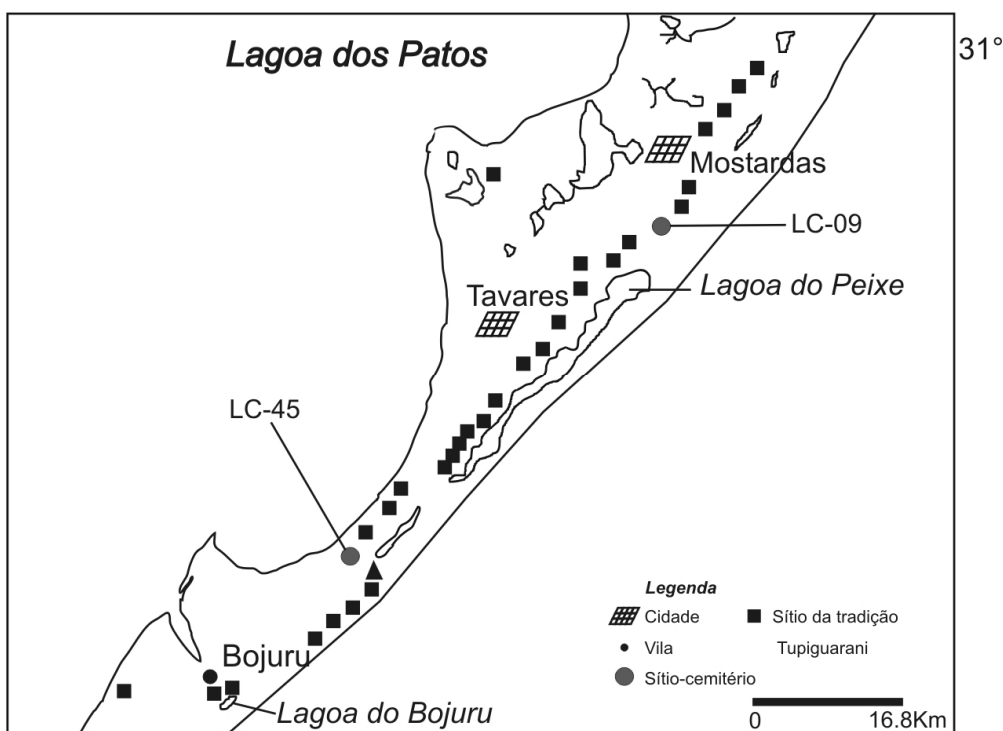 Lagoa dos Patos
31°
Mostardas
LC-09
Lagoa do Peixe
Tavares
LC-45
Bojuru
Lagoa do Bojuru
Legenda
Cidade
Sítio da tradição
Tupiguarani
Vila
Sítio-cemitério
0 16.8Km